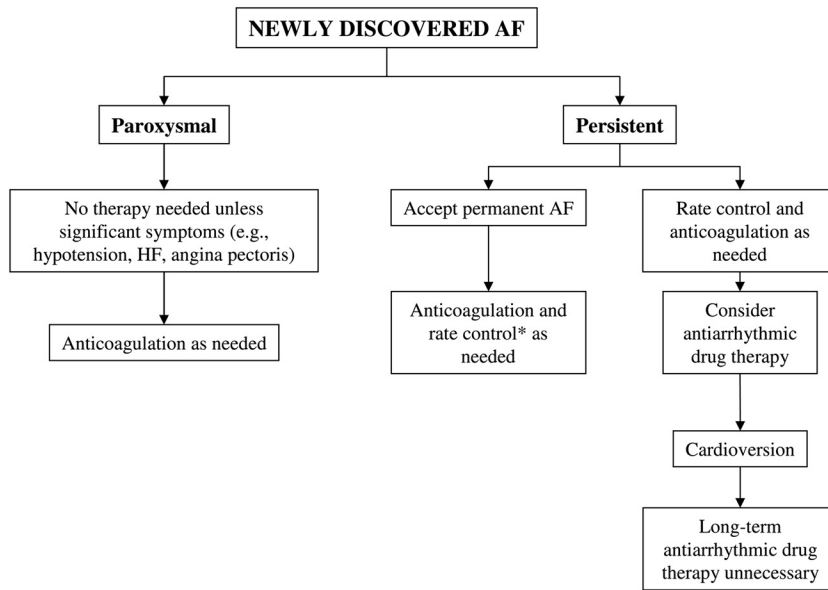 NEWLY DISCOVERED AF
Paroxysmal
Persistent
No therapy needed unless
significant symptoms (e.g.,
hypotension, HF, angina pectoris)
Accept permanent AF
Rate control and
anticoagulation as
needed
Anticoagulation as needed
Anticoagulation and
rate control* as
needed
Consider
antiarrhythmic
drug therapy
Cardioversion
Long-term
antiarrhythmic drug
therapy unnecessary